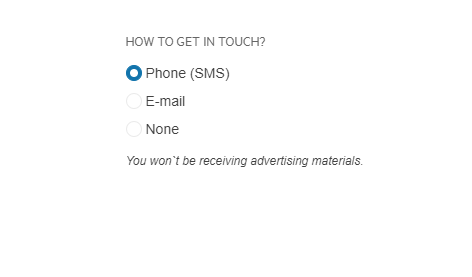 HOW TO GET IN TOUCH?
Phone (SMS)
E-mail
None
You won`t be receiving advertising materials.